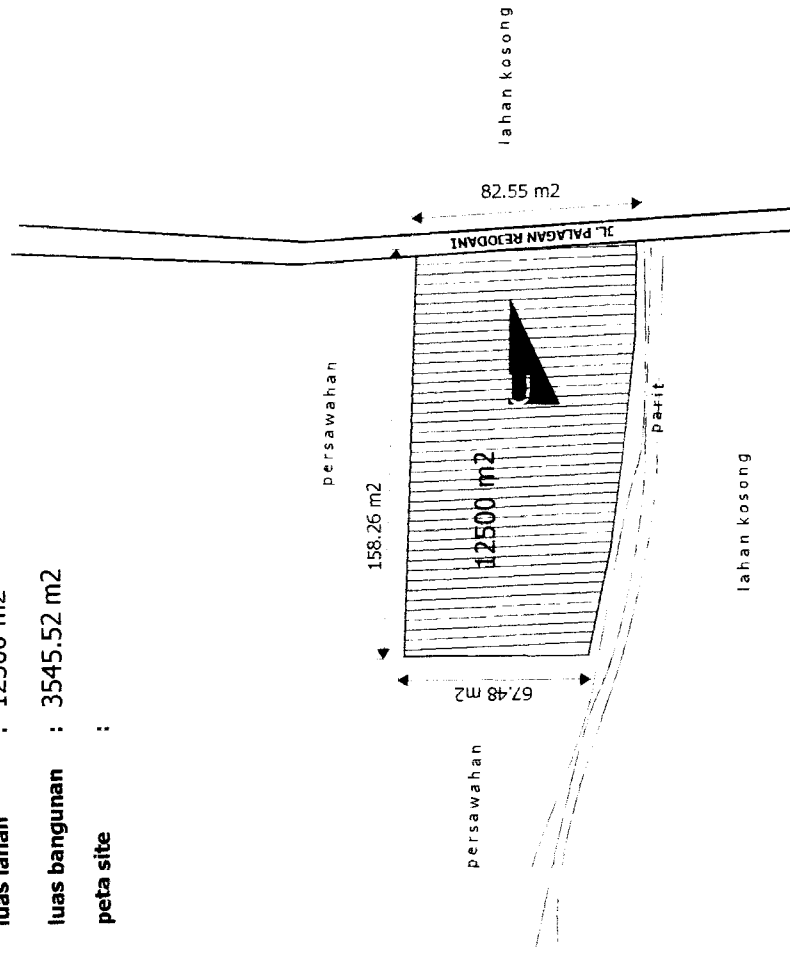 luas lahan : 12500 m2
luas bangunan : 3545.52 m2
peta site :
persawahan
lahan kosong
158.26 m2
82.55 m2
JL. PALAGAN REJODANI
U
12500 m2
67.48 m2
persawahan
parit
lahan kosong